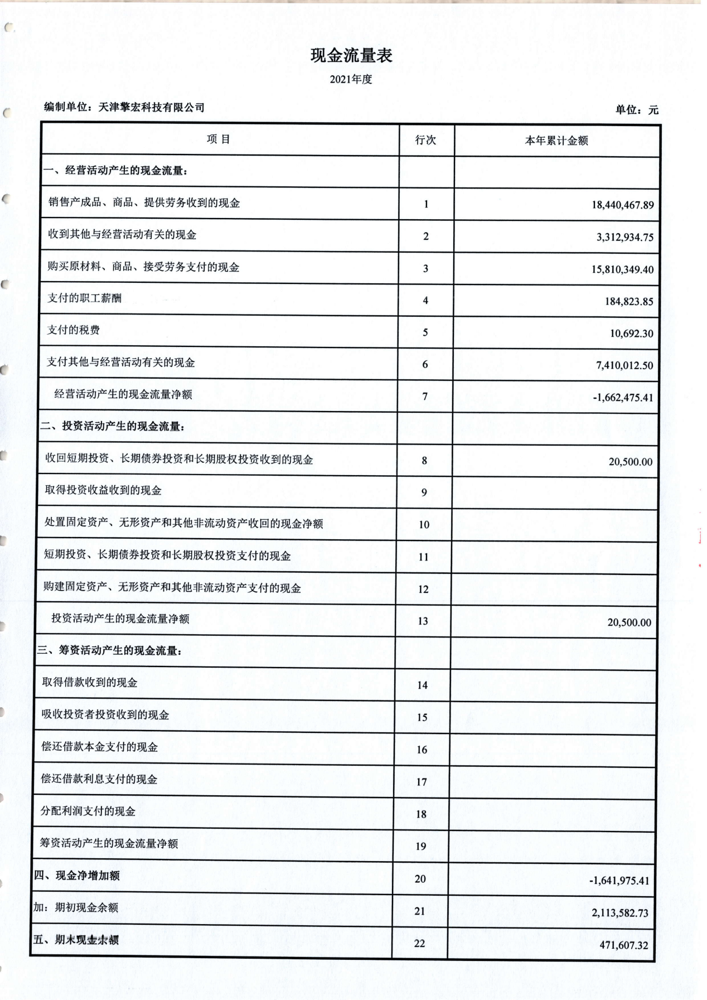 现金流量表
2021年度
编制单位：天津擎宏科技有限公司 单位：元
项 目 行次 本年累计金额
一、经营活动产生的现金流量：
销售产成品、商品、提供劳务收到的现金 1 18,440,467.89
收到其他与经营活动有关的现金 2 3,312,934.75
购买原材料、商品、接受劳务支付的现金 3 15,810,349.40
支付的职工薪酬 4 184,823.85
支付的税费 5 10,692.30
支付其他与经营活动有关的现金 6 7,410,012.50
经营活动产生的现金流量净额 7 -1,662,475.41
二、投资活动产生的现金流量：
收回短期投资、长期债券投资和长期股权投资收到的现金 8 20,500.00
取得投资收益收到的现金 9
处置固定资产、无形资产和其他非流动资产收回的现金净额 10
短期投资、长期债券投资和长期股权投资支付的现金 11
购建固定资产、无形资产和其他非流动资产支付的现金 12
投资活动产生的现金流量净额 13 20,500.00
三、筹资活动产生的现金流量：
取得借款收到的现金 14
吸收投资者投资收到的现金 15
偿还借款本金支付的现金 16
偿还借款利息支付的现金 17
分配利润支付的现金 18
筹资活动产生的现金流量净额 19
四、现金净增加额 20 -1,641,975.41
加：期初现金余额 21 2,113,582.73
五、期末现金余额 22 471,607.32